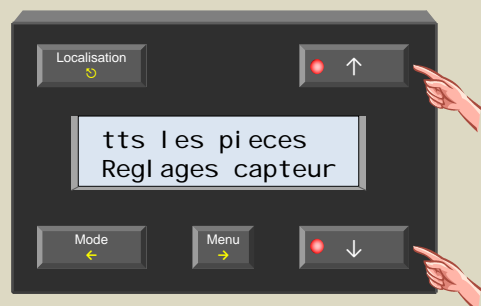 Localisation
tts les pieces
Reglages capteur
Mode
Menu